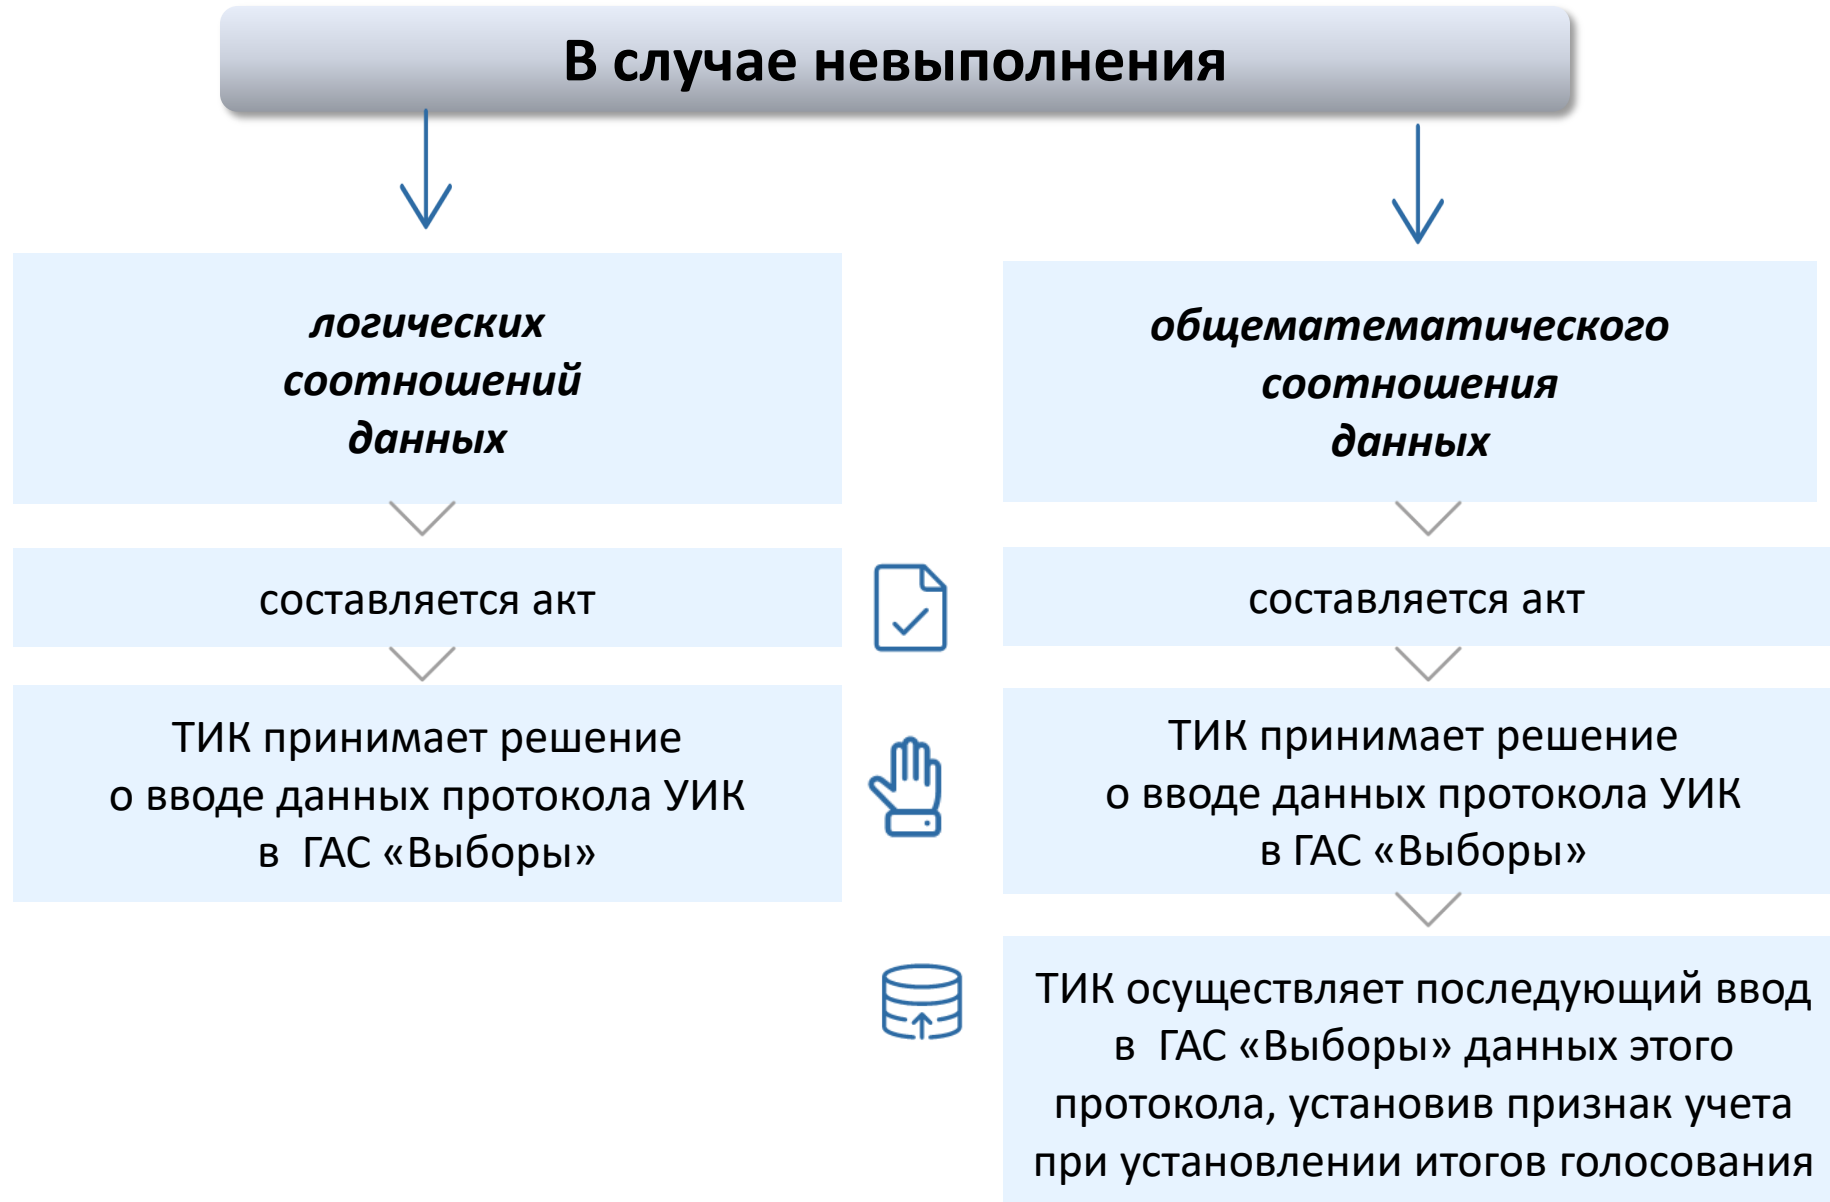 В случае невыполнения
логических
соотношений
данных
составляется акт
ТИК принимает решение
о вводе данных протокола УИК
в ГАС «Выборы»
общематематического
соотношения
данных
составляется акт
ТИК принимает решение
о вводе данных протокола УИК
в ГАС «Выборы»
ТИК осуществляет последующий ввод
в ГАС «Выборы» данных этого
протокола, установив признак учета
при установлении итогов голосования